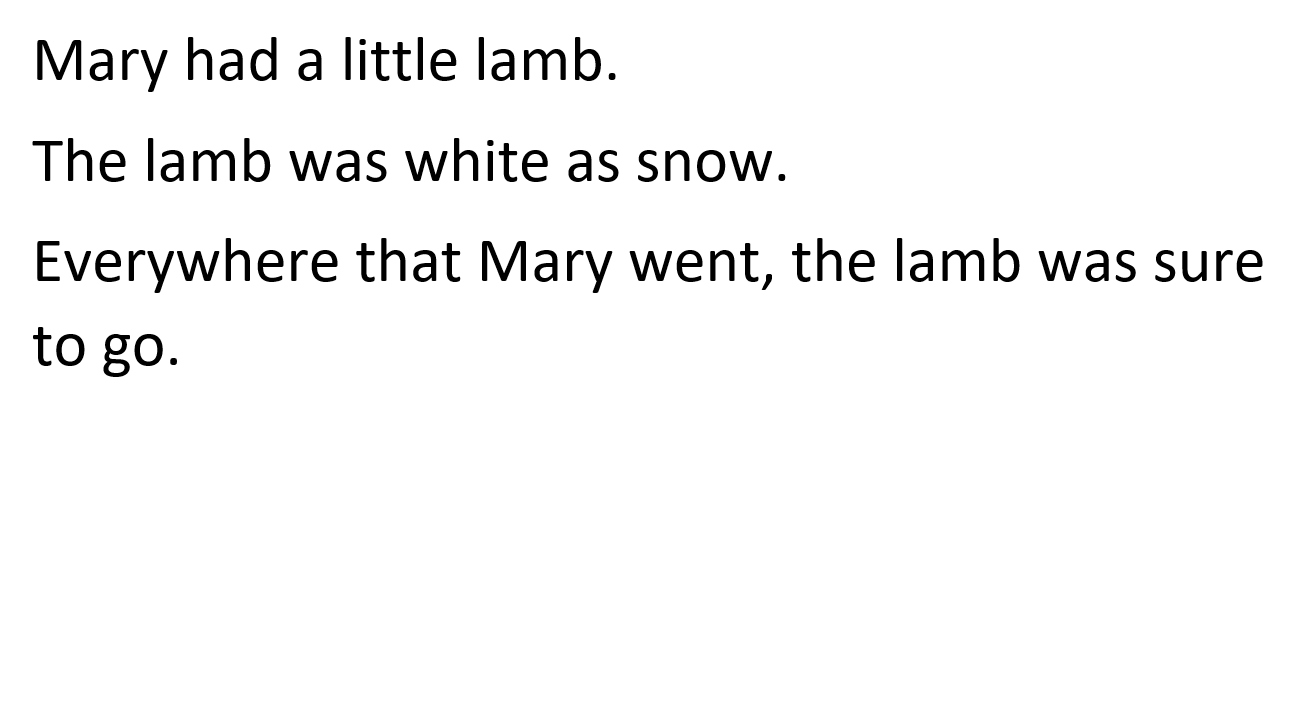 Mary had a little lamb.
The lamb was white as snow.
Everywhere that Mary went, the lamb was sure
to go.